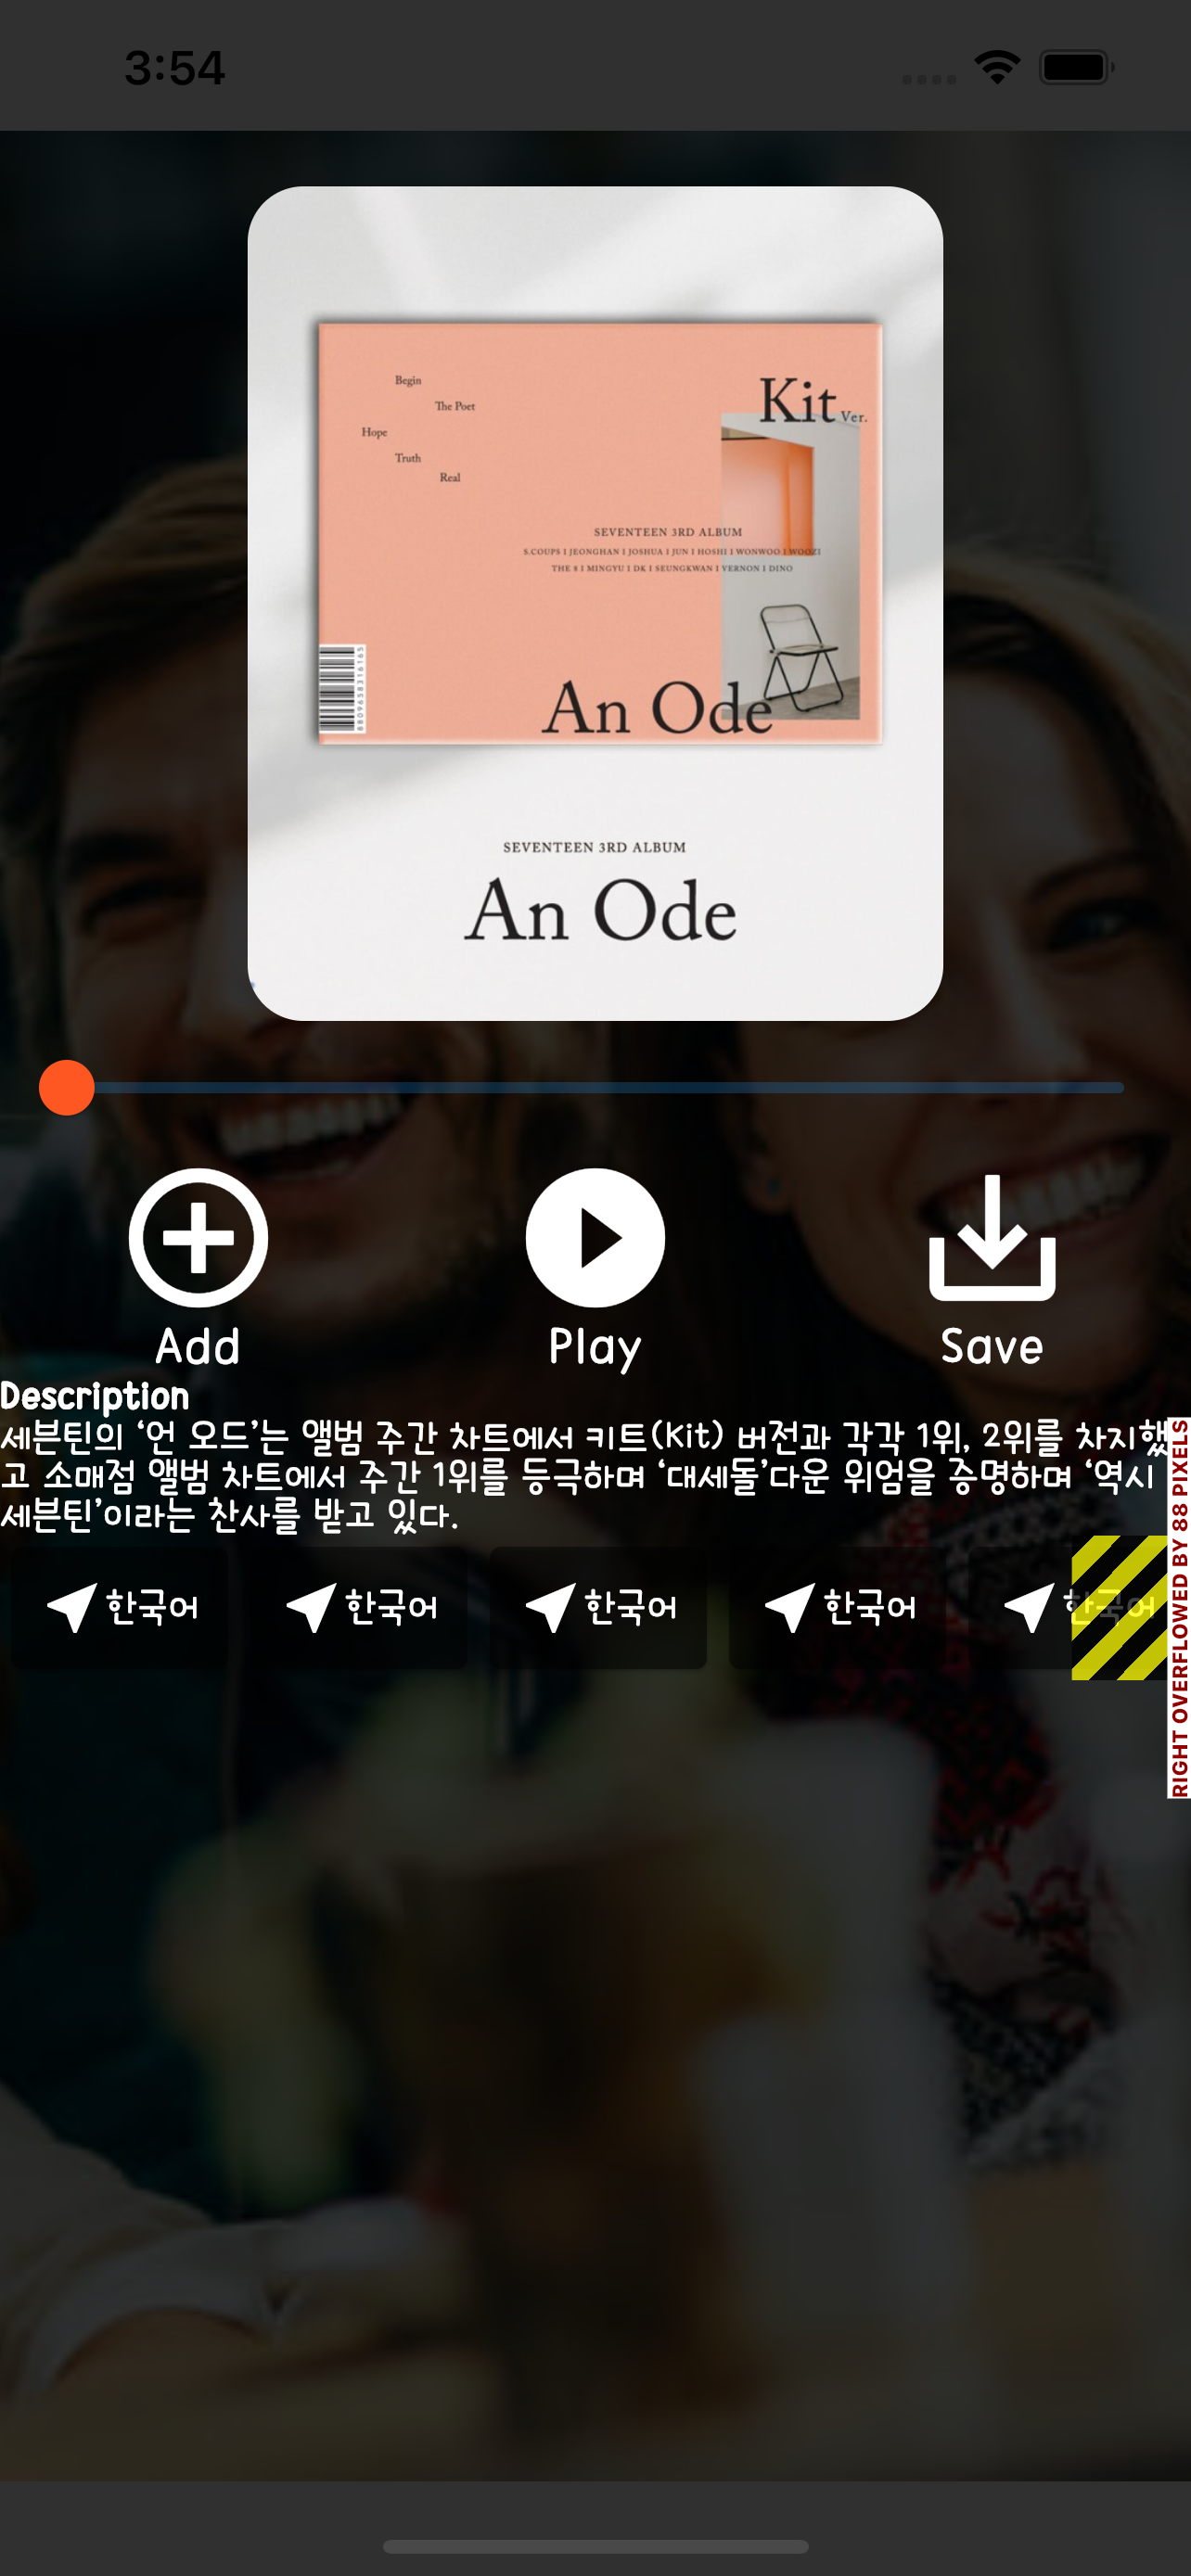 3:54
Begin
The Poet
Hope
Truth
Real
Kit Ver.
SEVENTEEN 3RD ALBUM
S.COUPS I JEONGHAN I JOSHUA I JUN I HOSHI I WONWOO I WOOZI
THE 8 I MINGYU I DK I SEUNGKWAN I VERNON I DINO
8809658316165
An Ode
SEVENTEEN 3RD ALBUM
An Ode
Add
Play
Save
Description
세븐틴의 ‘언 오드’는 앨범 주간 차트에서 키트(Kit) 버전과 각각 1위, 2위를 차지했
고 소매점 앨범 차트에서 주간 1위를 등극하며 ‘대세돌’다운 위엄을 증명하며 ‘역시
세븐틴’이라는 찬사를 받고 있다.
한국어 한국어 한국어 한국어 한국어
RIGHT OVERFLOWED BY 88 PIXELS